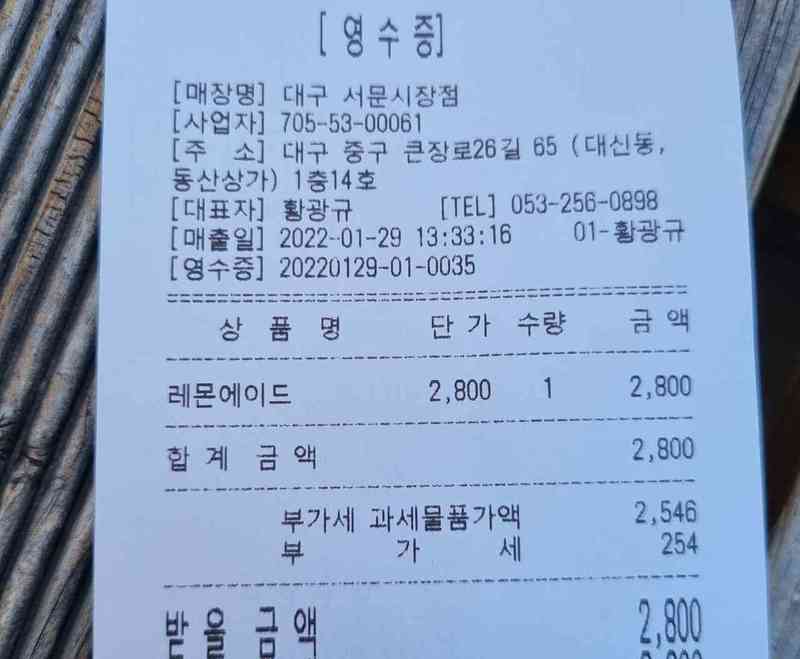 [영수증]
[매장명] 대구 서문시장점
[사업자] 705-53-00061
[주 소] 대구 중구 큰장로26길 65 (대신동,
동산상가) 1층14호
[대표자] 황광규 [TEL] 053-256-0898
[매출일] 2022-01-29 13:33:16 01-황광규
[영수증] 20220129-01-0035
상 품 명 단 가 수량 금 액
레몬에이드 2,800 1 2,800
합 계 금 액 2,800
부가세 과세물품가액 2,546
부 가 세 254
받 을 금 액 2,800